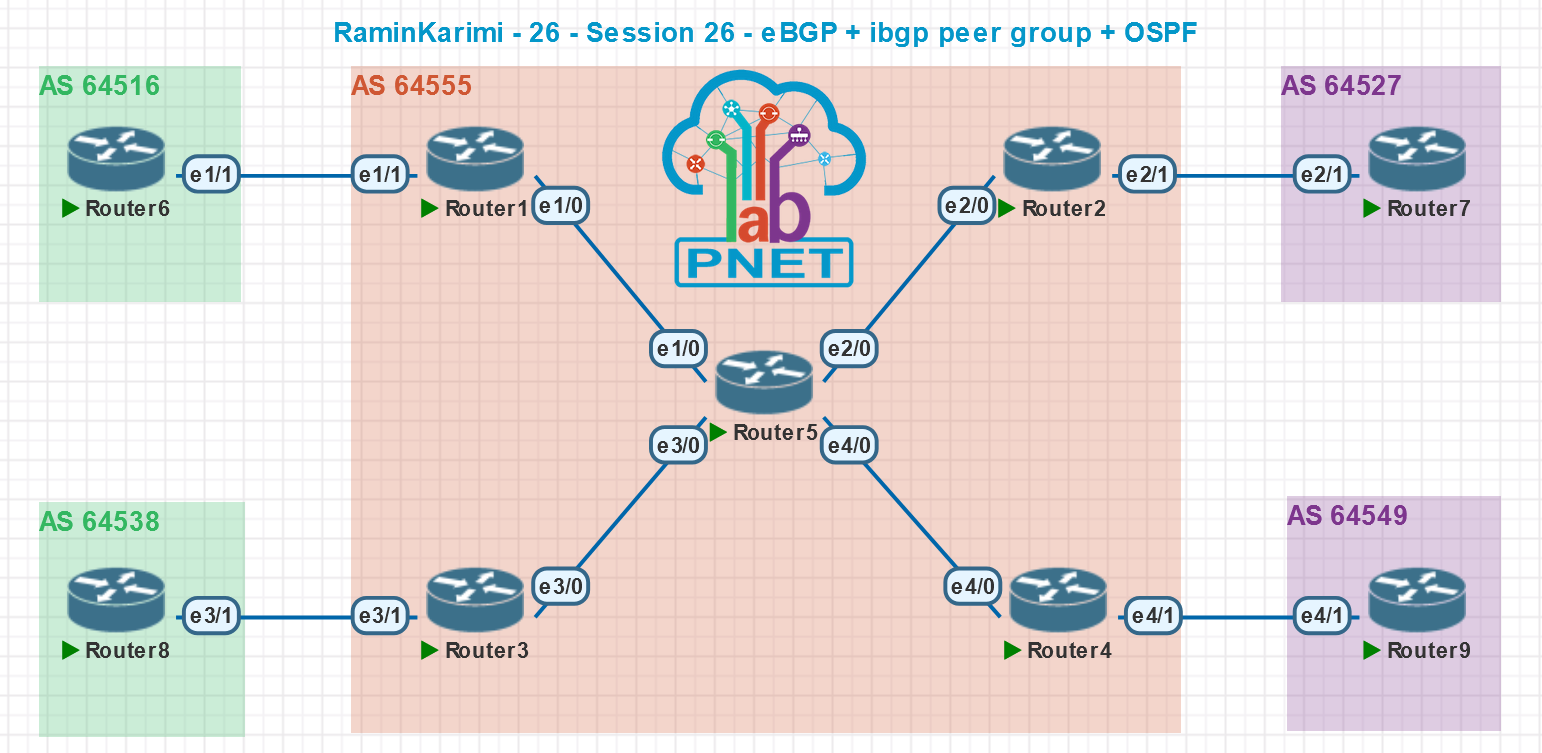 RaminKarimi - 26 - Session 26 - eBGP + ibgp peer group + OSPF
AS 64516
AS 64555
AS 64527
e1/1
e1/1
e2/1
e2/1
Router6
Router1
e1/0
e2/0
Router2
Router7
lab
PNET
e1/0
e2/0
Router5
e3/0
e4/0
AS 64538
AS 64549
e3/0
e4/0
e3/1
e3/1
e4/1
e4/1
Router8
Router3
Router4
Router9